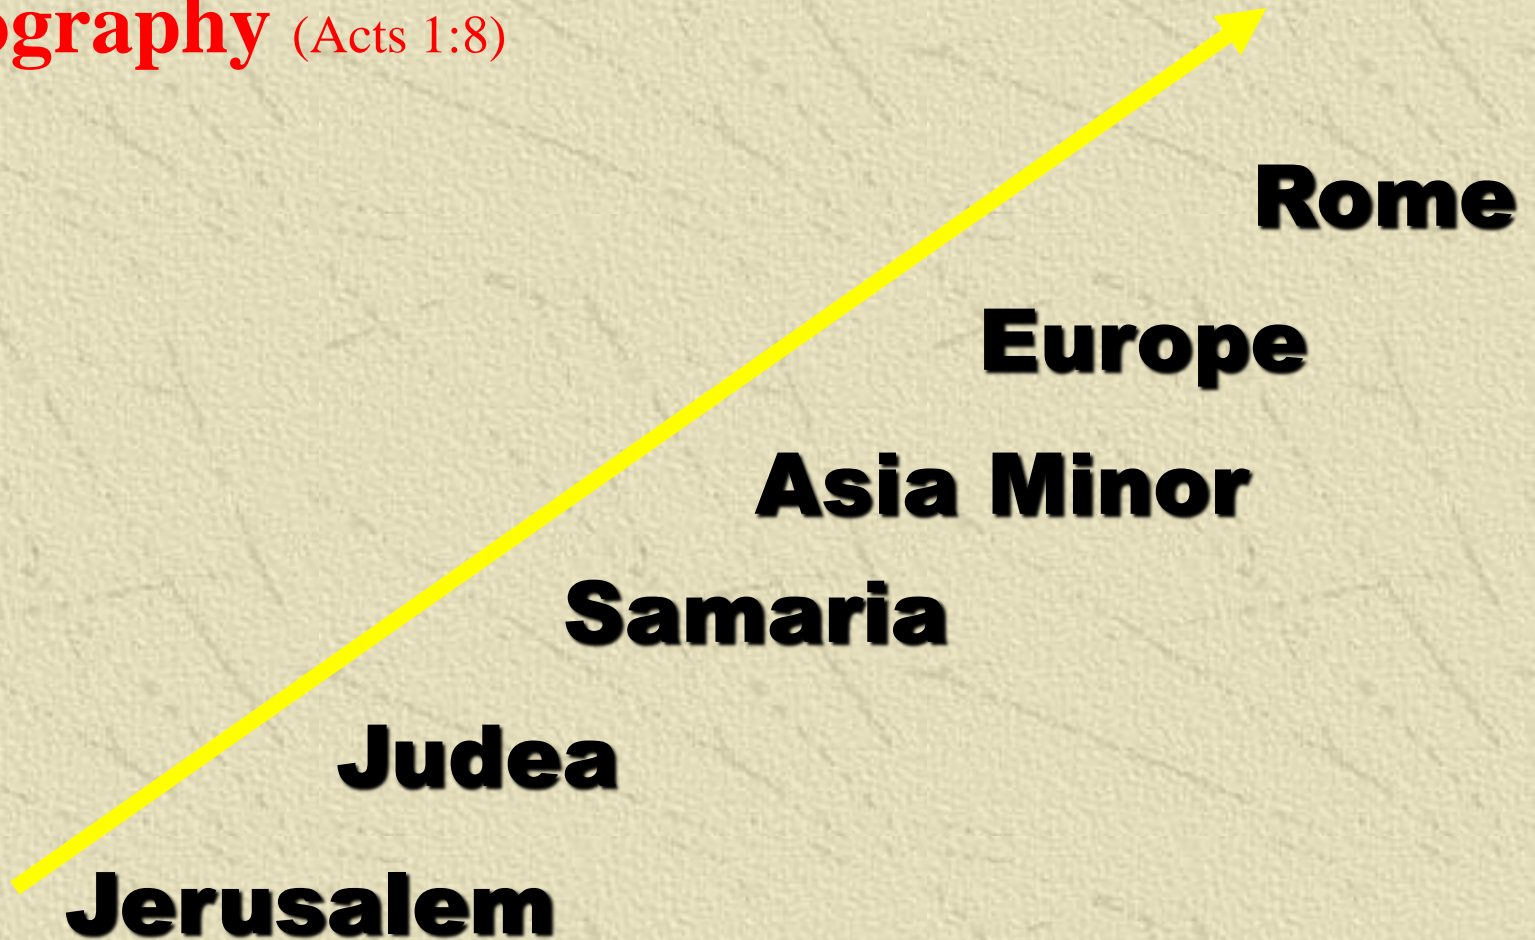 ography (Acts 1:8)
Rome
Europe
Asia Minor
Samaria
Judea
Jerusalem